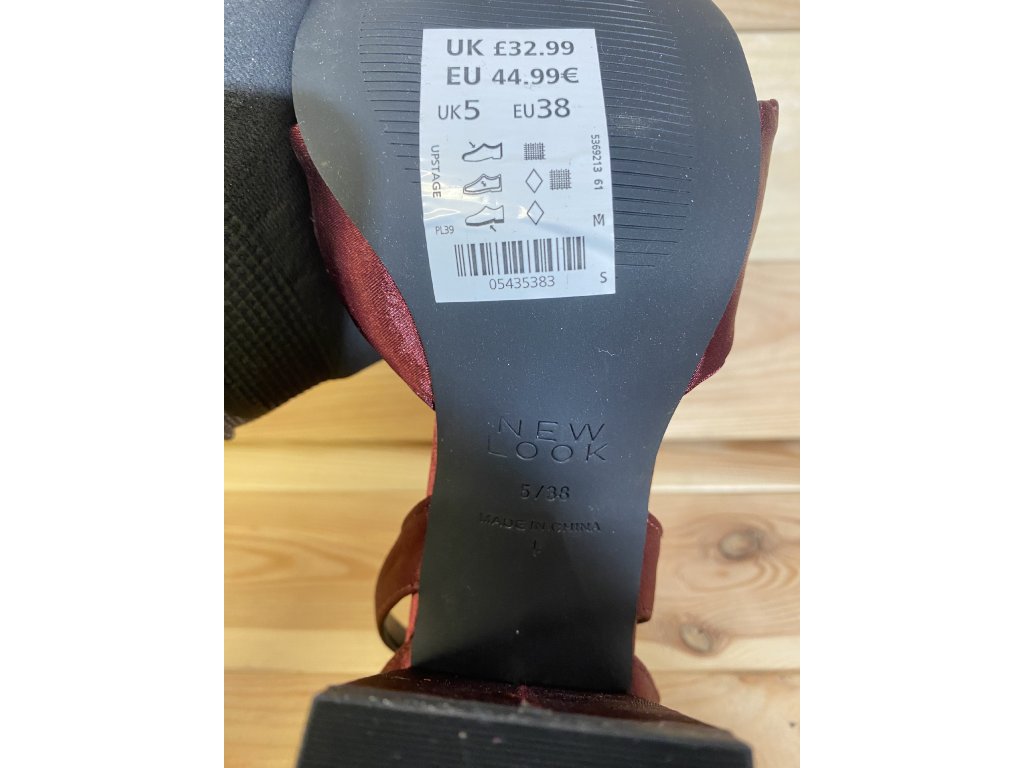 UK £32.99
EU 44.99€
UK5 EU38
UPSTAGE
5369213 61
PL39
M
05435383
S
NEW
LOOK
5/38
MADE IN CHINA
L